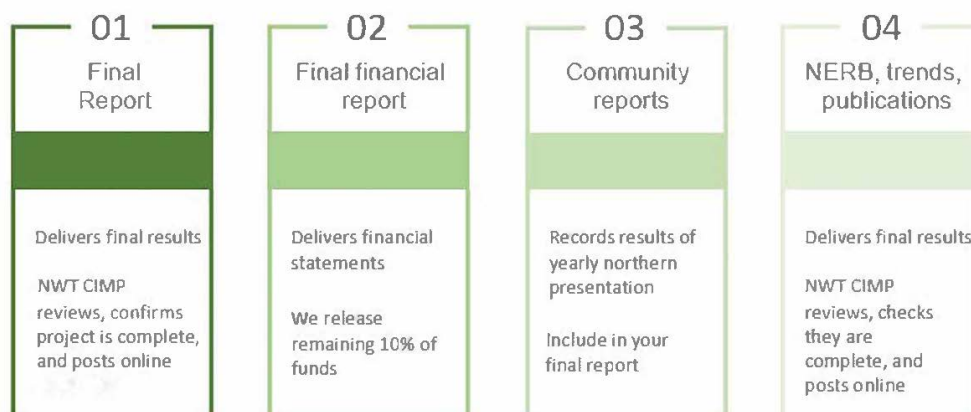 01
Final
Report
Delivers final results
NWT CIMP
reviews, confirms
project is complete,
and posts online
02
Final financial
report
Delivers financial
statements
We release
remaining 10% of
funds
03
Community
reports
Records results of
yearly northern
presentation
Include in your
final report
04
NERB, trends,
publications
Delivers final results
NWT CIMP
reviews, checks
they are
complete, and
posts online